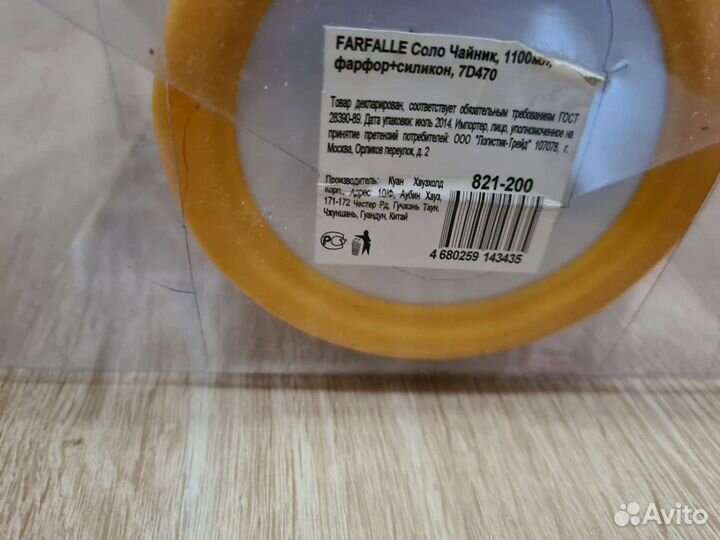 FARFALLE Соло Чайник, 1100мл,
фарфор+силикон, 7D470
Товар декларирован, соответствует обязательным требованиям ГОСТ
28390-89. Дата упаковки: июль 2014. Импортер, лицо, уполномоченное на
принятие претензий потребителей: ООО "Логистик-Трейд" 107078, г.
Москва, Орликов переулок, д. 2
Производитель: Куан Хаузхолд
Корп., Адрес: 10/Ф, Аубин Хауз,
171-172 Честер Рд, Гучжэнь Таун,
Чжуншань, Гуандун, Китай
821-200
РСТ
4 680259 143435
Avito